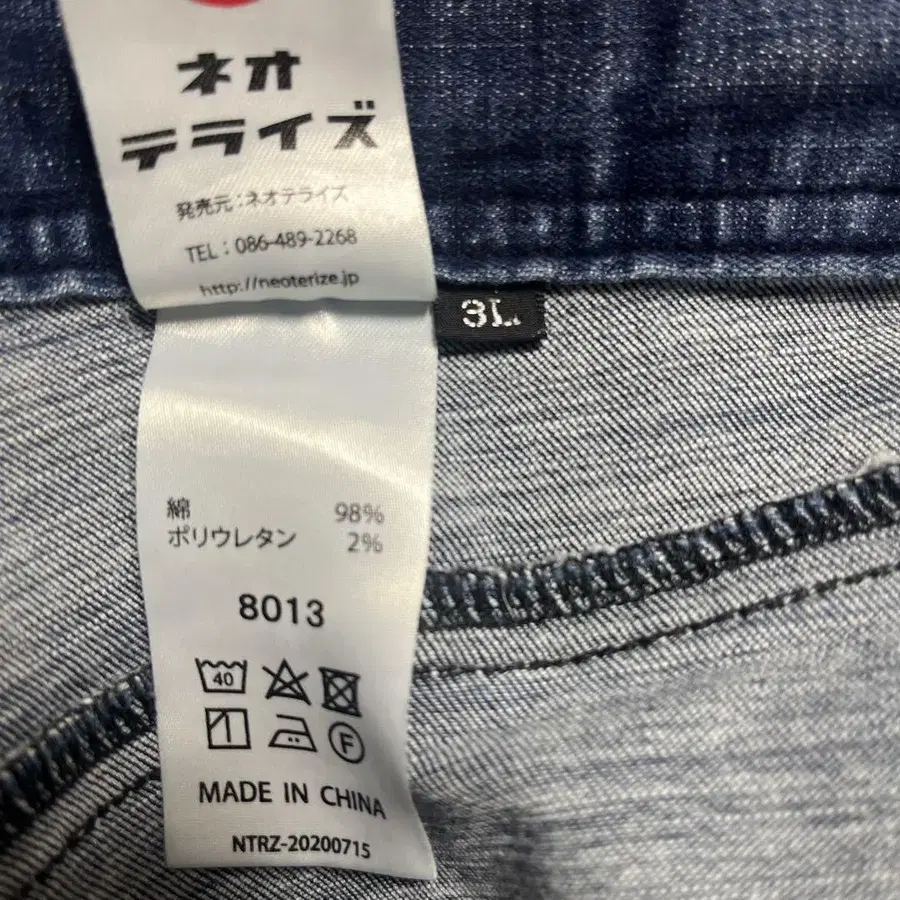 ネオ
テライズ
発売元:ネオテライズ
TEL:086-489-2268
http://neoterize.jp
3L
綿 98%
ポリウレタン 2%
8013
40
F
MADE IN CHINA
NTRZ-20200715